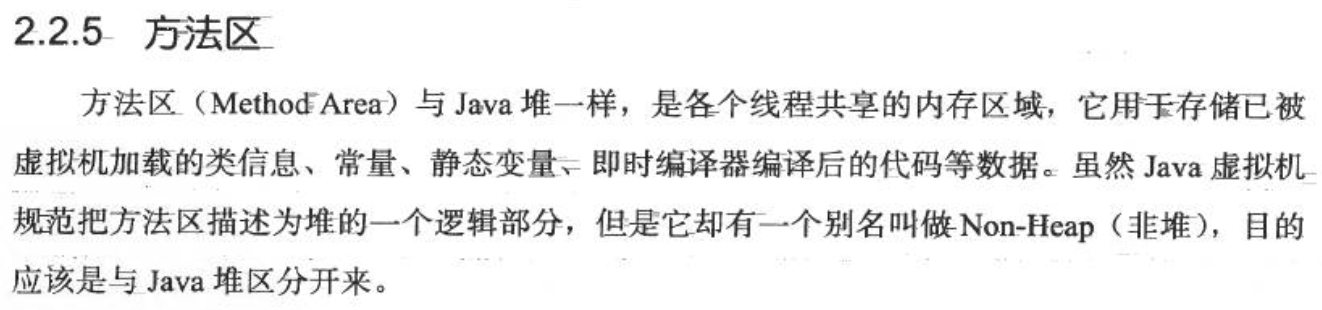 2.2.5 方法区
方法区（Method Area）与 Java 堆一样，是各个线程共享的内存区域，它用于存储已被
虚拟机加载的类信息、常量、静态变量、即时编译器编译后的代码等数据。虽然 Java 虚拟机
规范把方法区描述为堆的一个逻辑部分，但是它却有一个别名叫做 Non-Heap（非堆），目的
应该是与 Java 堆区分开来。